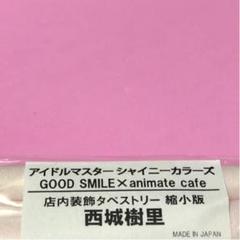 アイドルマスター シャイニーカラーズ
GOOD SMILE×animate cafe
店内装飾タペストリー 縮小版
西城樹里
MADE IN JAPAN